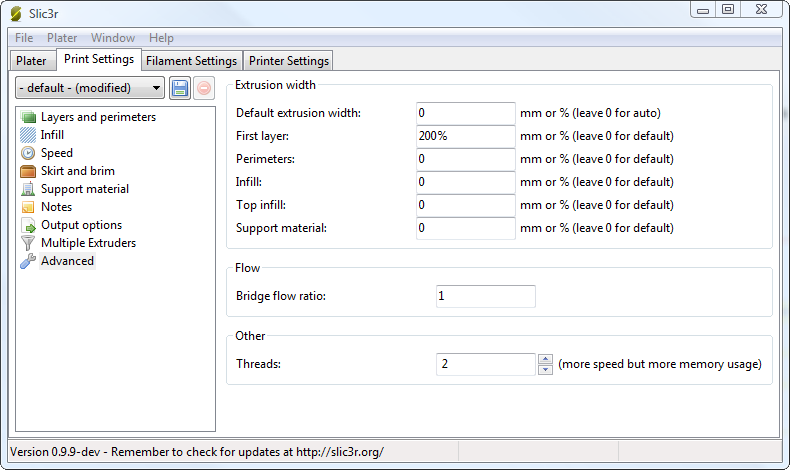 Slic3r
File Plater Window Help
Plater Print Settings Filament Settings Printer Settings
- default - (modified)
Layers and perimeters
Infill
Speed
Skirt and brim
Support material
Notes
Output options
Multiple Extruders
Advanced
Extrusion width
Default extrusion width: 0 mm or % (leave 0 for auto)
First layer: 200% mm or % (leave 0 for default)
Perimeters: 0 mm or % (leave 0 for default)
Infill: 0 mm or % (leave 0 for default)
Top infill: 0 mm or % (leave 0 for default)
Support material: 0 mm or % (leave 0 for default)
Flow
Bridge flow ratio: 1
Other
Threads: 2 (more speed but more memory usage)
Version 0.9.9-dev - Remember to check for updates at http://slic3r.org/